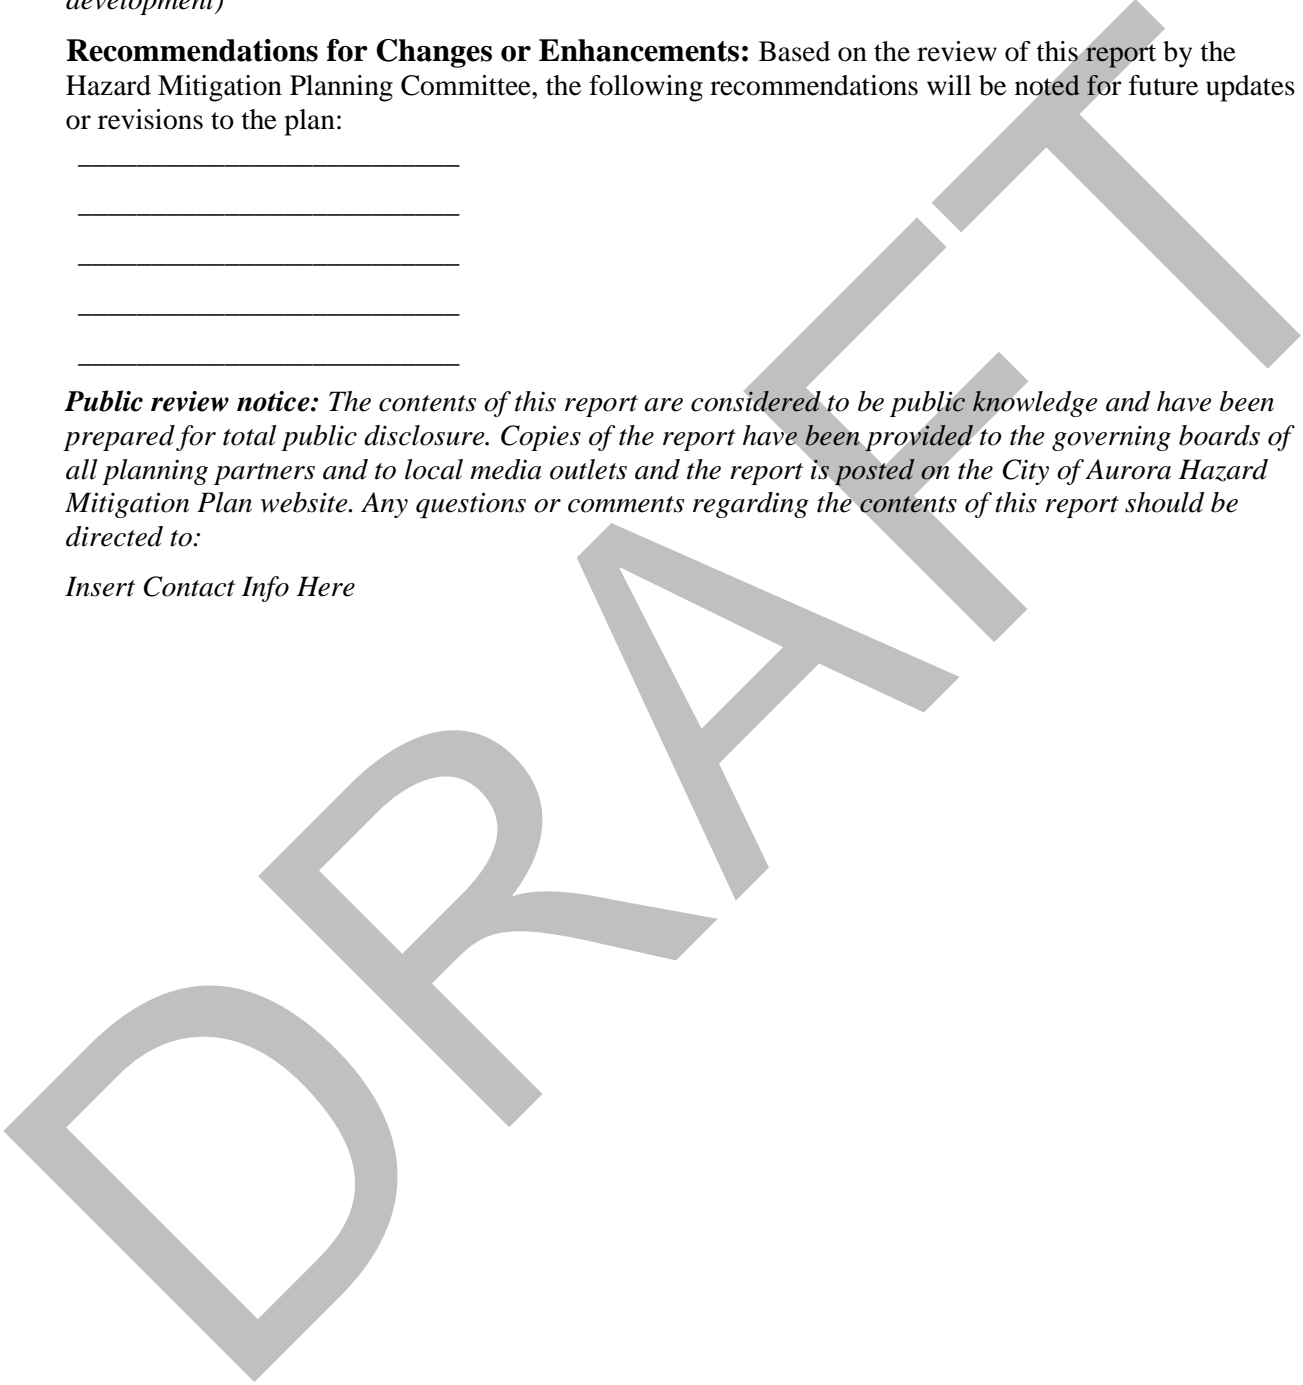 development)
Recommendations for Changes or Enhancements: Based on the review of this report by the
Hazard Mitigation Planning Committee, the following recommendations will be noted for future updates
or revisions to the plan:
__________________________
__________________________
__________________________
__________________________
__________________________
Public review notice: The contents of this report are considered to be public knowledge and have been
prepared for total public disclosure. Copies of the report have been provided to the governing boards of
all planning partners and to local media outlets and the report is posted on the City of Aurora Hazard
Mitigation Plan website. Any questions or comments regarding the contents of this report should be
directed to:
Insert Contact Info Here
DRAFT